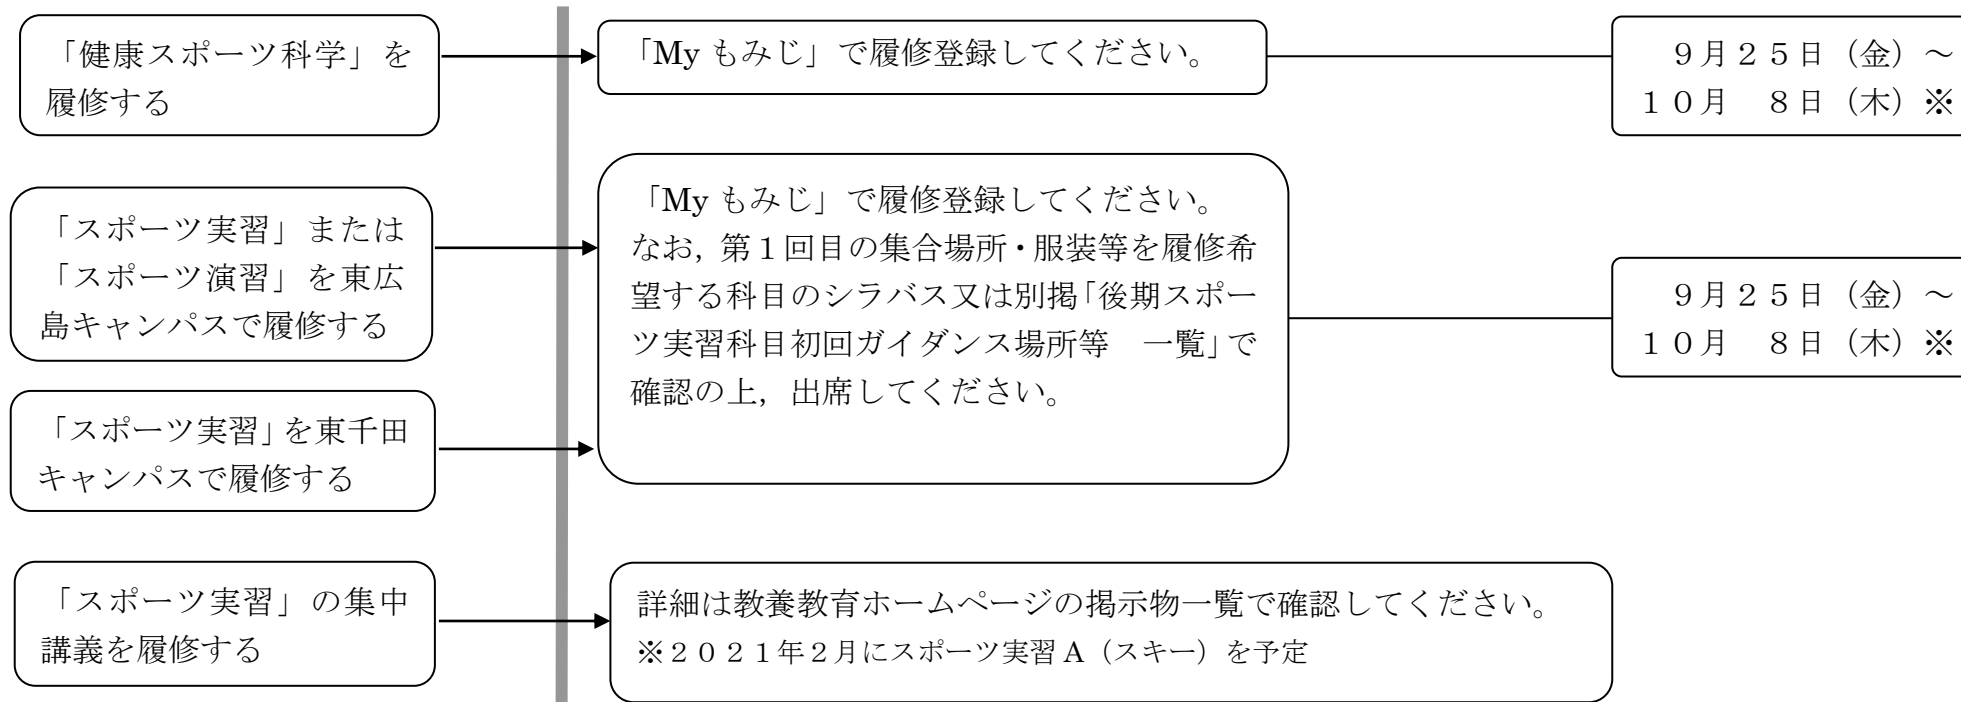 「健康スポーツ科学」を
履修する
「My もみじ」で履修登録してください。
９月２５日（金）～
１０月　８日（木）※
「スポーツ実習」または
「スポーツ演習」を東広
島キャンパスで履修する
「My もみじ」で履修登録してください。
なお，第１回目の集合場所・服装等を履修希
望する科目のシラバス又は別掲「後期スポー
ツ実習科目初回ガイダンス場所等　一覧」で
確認の上，出席してください。
９月２５日（金）～
１０月　８日（木）※
「スポーツ実習」を東千田
キャンパスで履修する
「スポーツ実習」の集中
講義を履修する
詳細は教養教育ホームページの掲示物一覧で確認してください。
※２０２１年２月にスポーツ実習 A（スキー）を予定